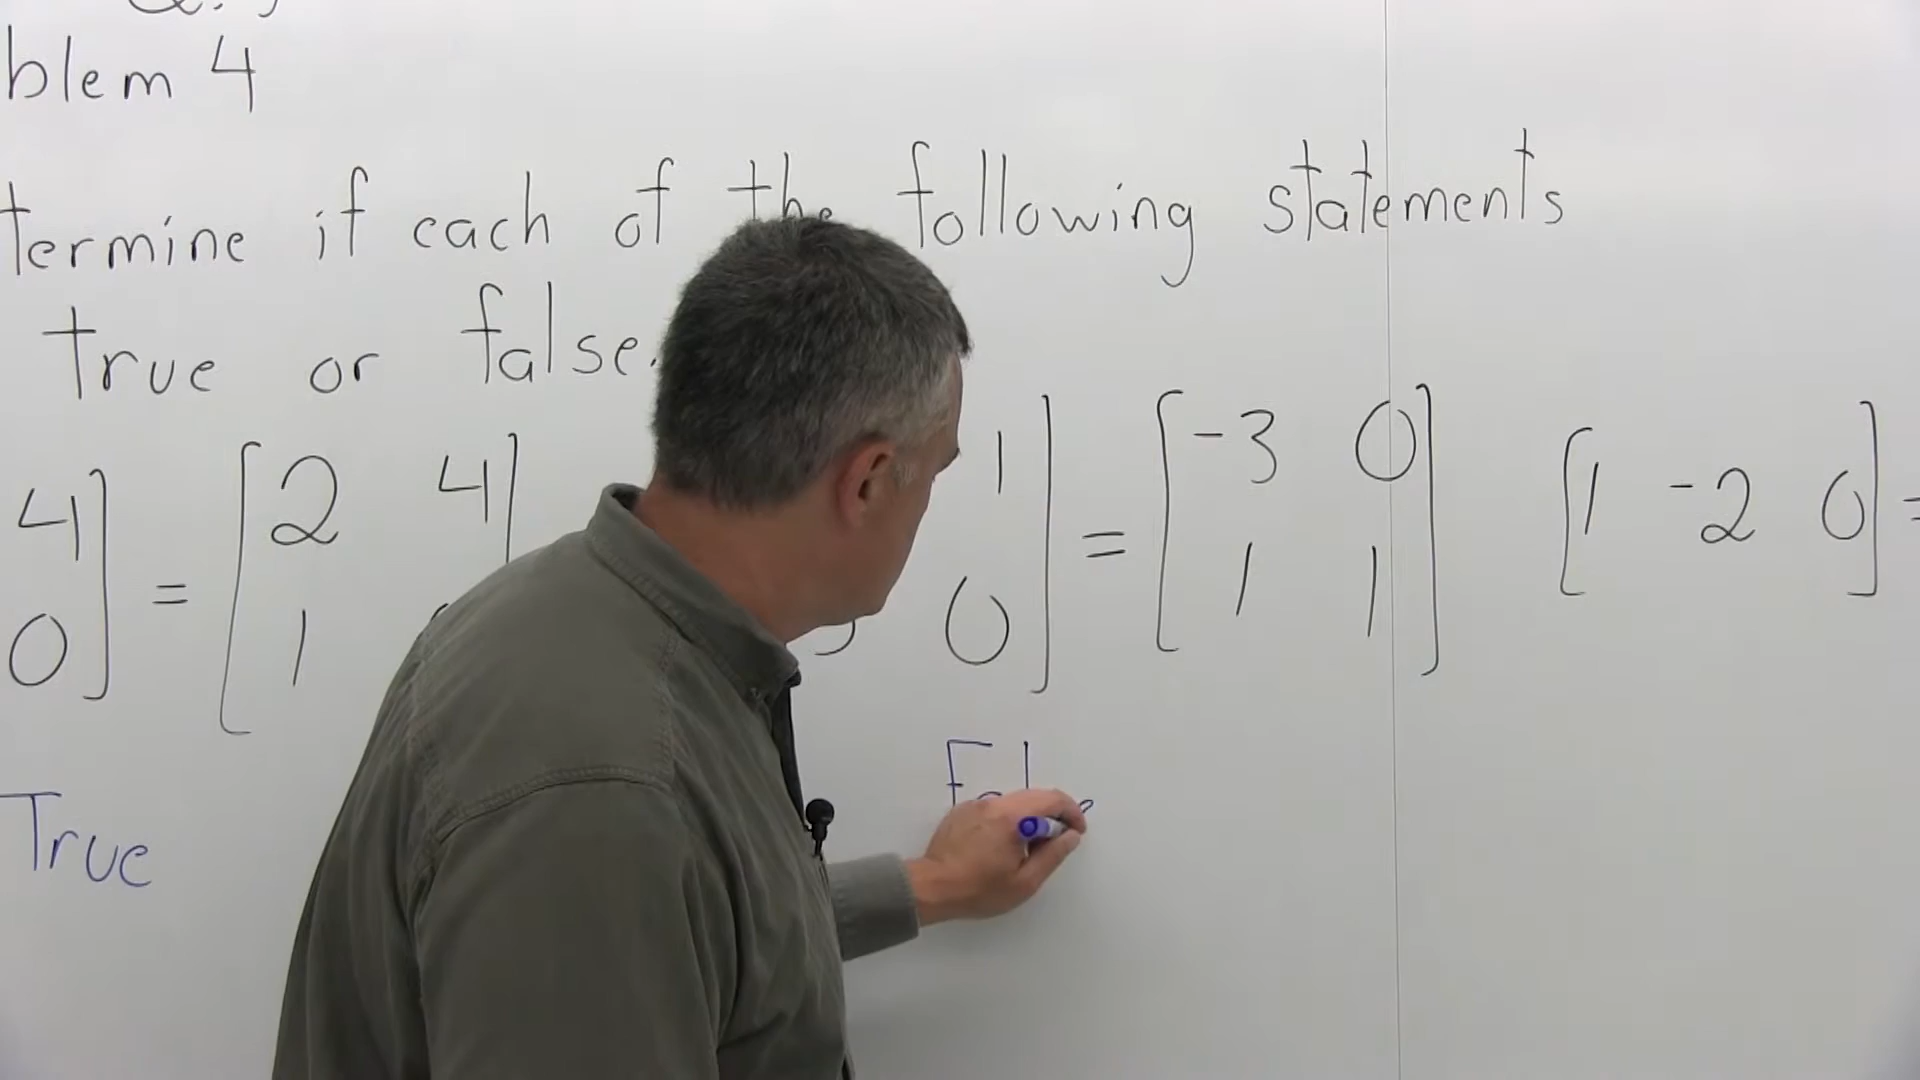 blem 4
termine if each of the following statements
true or false.
4] = [2 4] 1] = [-3 0] [1 -2 0] =
0] [1 0] [1 1]
False
True